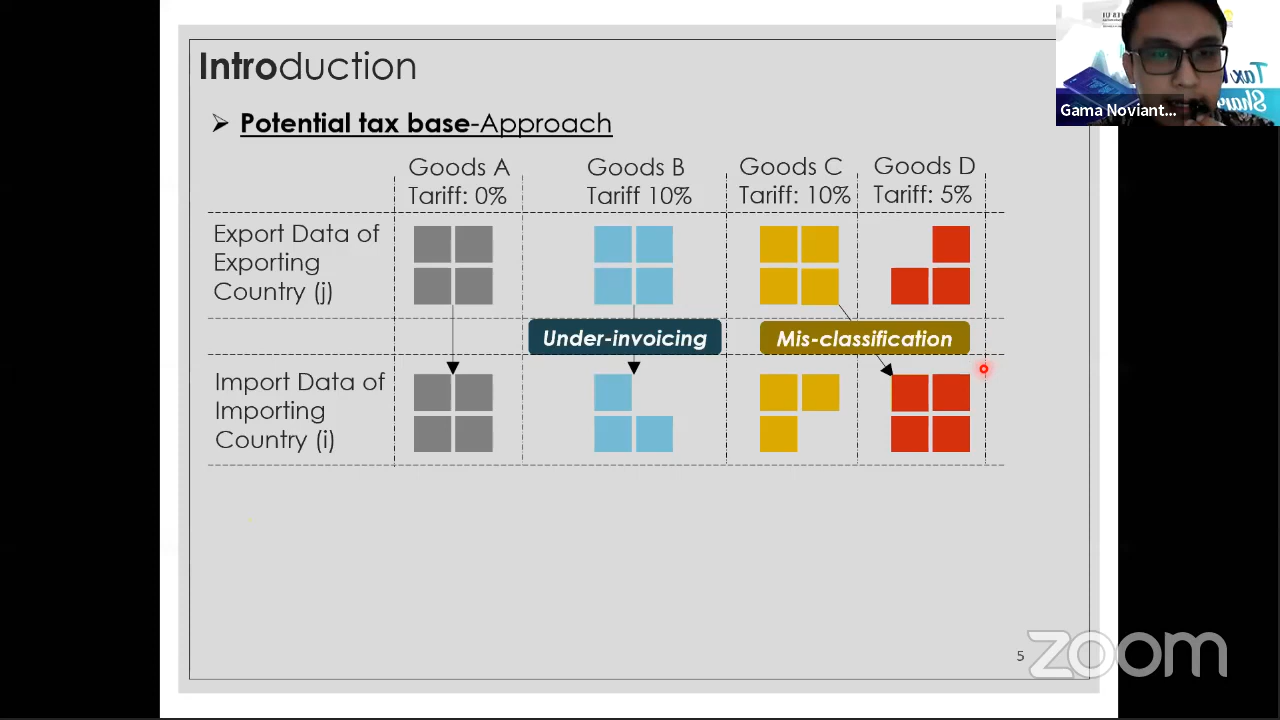 Introduction
➢ Potential tax base-Approach
Goods A
Tariff: 0%
Goods B
Tariff 10%
Goods C
Tariff: 10%
Goods D
Tariff: 5%
Export Data of
Exporting
Country (j)
Under-invoicing
Mis-classification
Import Data of
Importing
Country (i)
5
zoom
Gama Noviant...
Tax